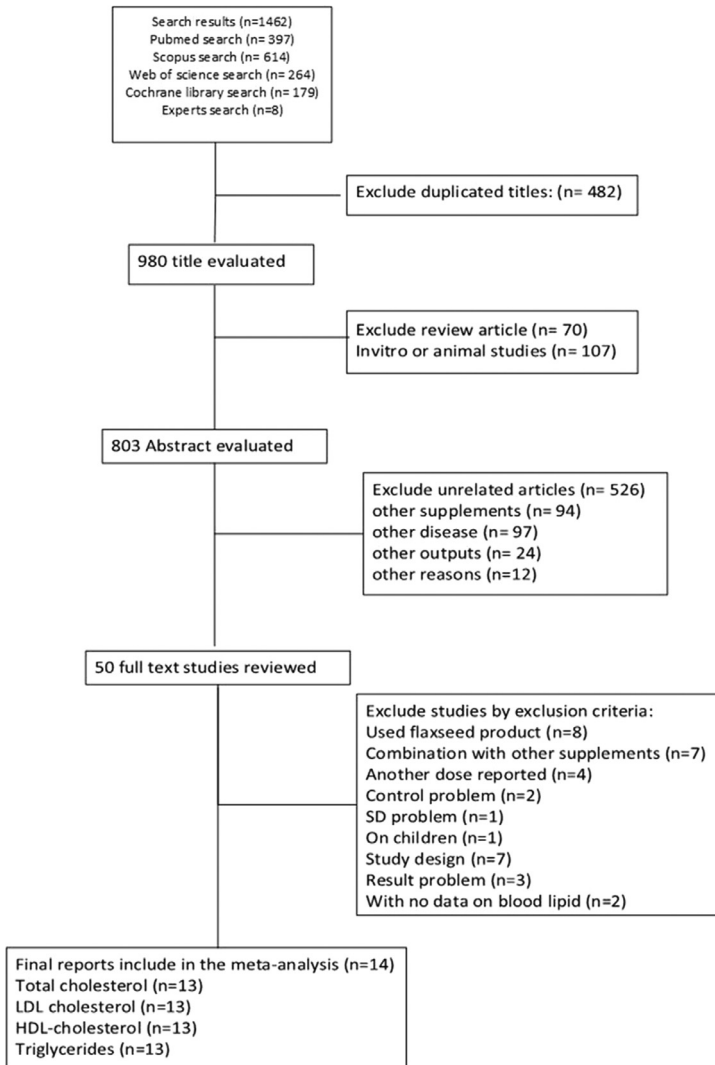 Search results (n=1462)
Pubmed search (n= 397)
Scopus search (n= 614)
Web of science search (n= 264)
Cochrane library search (n= 179)
Experts search (n=8)
Exclude duplicated titles: (n= 482)
980 title evaluated
Exclude review article (n= 70)
Invitro or animal studies (n= 107)
803 Abstract evaluated
Exclude unrelated articles (n= 526)
other supplements (n= 94)
other disease (n= 97)
other outputs (n= 24)
other reasons (n=12)
50 full text studies reviewed
Exclude studies by exclusion criteria:
Used flaxseed product (n=8)
Combination with other supplements (n=7)
Another dose reported (n=4)
Control problem (n=2)
SD problem (n=1)
On children (n=1)
Study design (n=7)
Result problem (n=3)
With no data on blood lipid (n=2)
Final reports include in the meta-analysis (n=14)
Total cholesterol (n=13)
LDL cholesterol (n=13)
HDL-cholesterol (n=13)
Triglycerides (n=13)